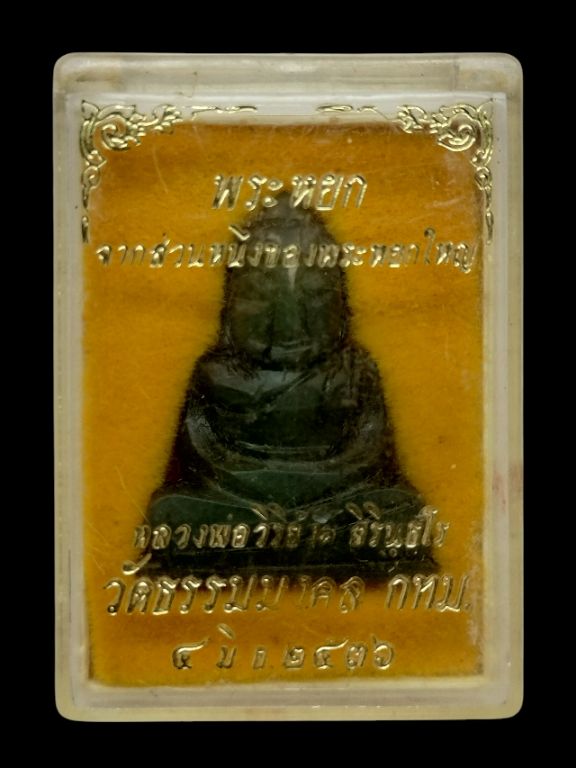 พระหยก
จากส่วนหนึ่งของพระหยกใหญ่
หลวงพ่อวิริยังค์ สิรินฺธโร
วัดธรรมมงคล กทม.
๔ มิ ย ๒๕๓๖